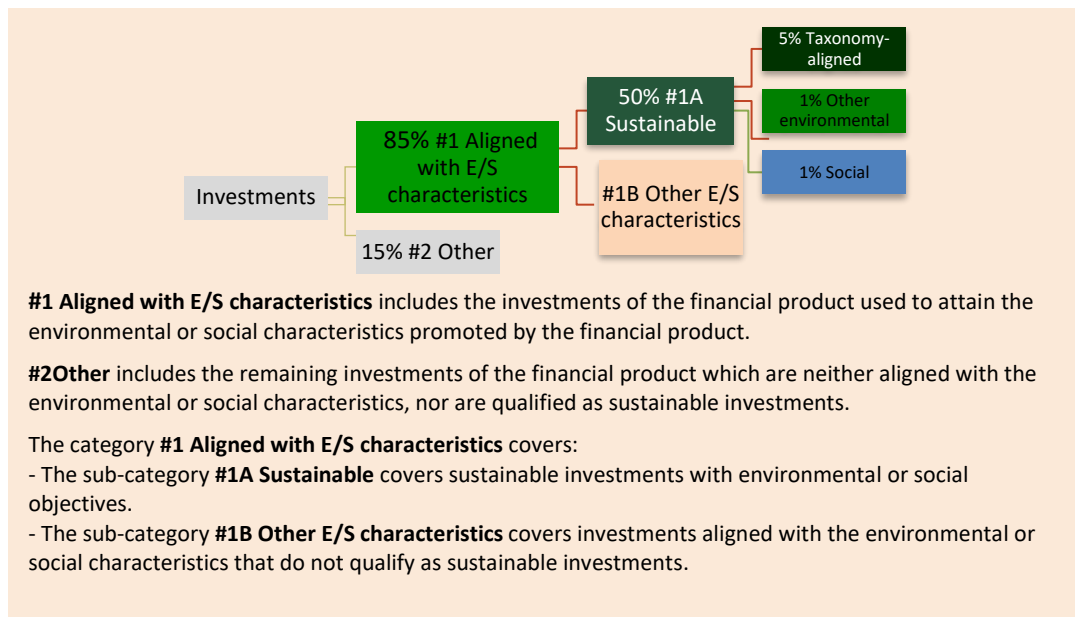 5% Taxonomy-
aligned
50% #1A
Sustainable
1% Other
environmental
85% #1 Aligned
with E/S
characteristics
1% Social
Investments
#1B Other E/S
characteristics
15% #2 Other
#1 Aligned with E/S characteristics includes the investments of the financial product used to attain the
environmental or social characteristics promoted by the financial product.
#2Other includes the remaining investments of the financial product which are neither aligned with the
environmental or social characteristics, nor are qualified as sustainable investments.
The category #1 Aligned with E/S characteristics covers:
- The sub-category #1A Sustainable covers sustainable investments with environmental or social
objectives.
- The sub-category #1B Other E/S characteristics covers investments aligned with the environmental or
social characteristics that do not qualify as sustainable investments.